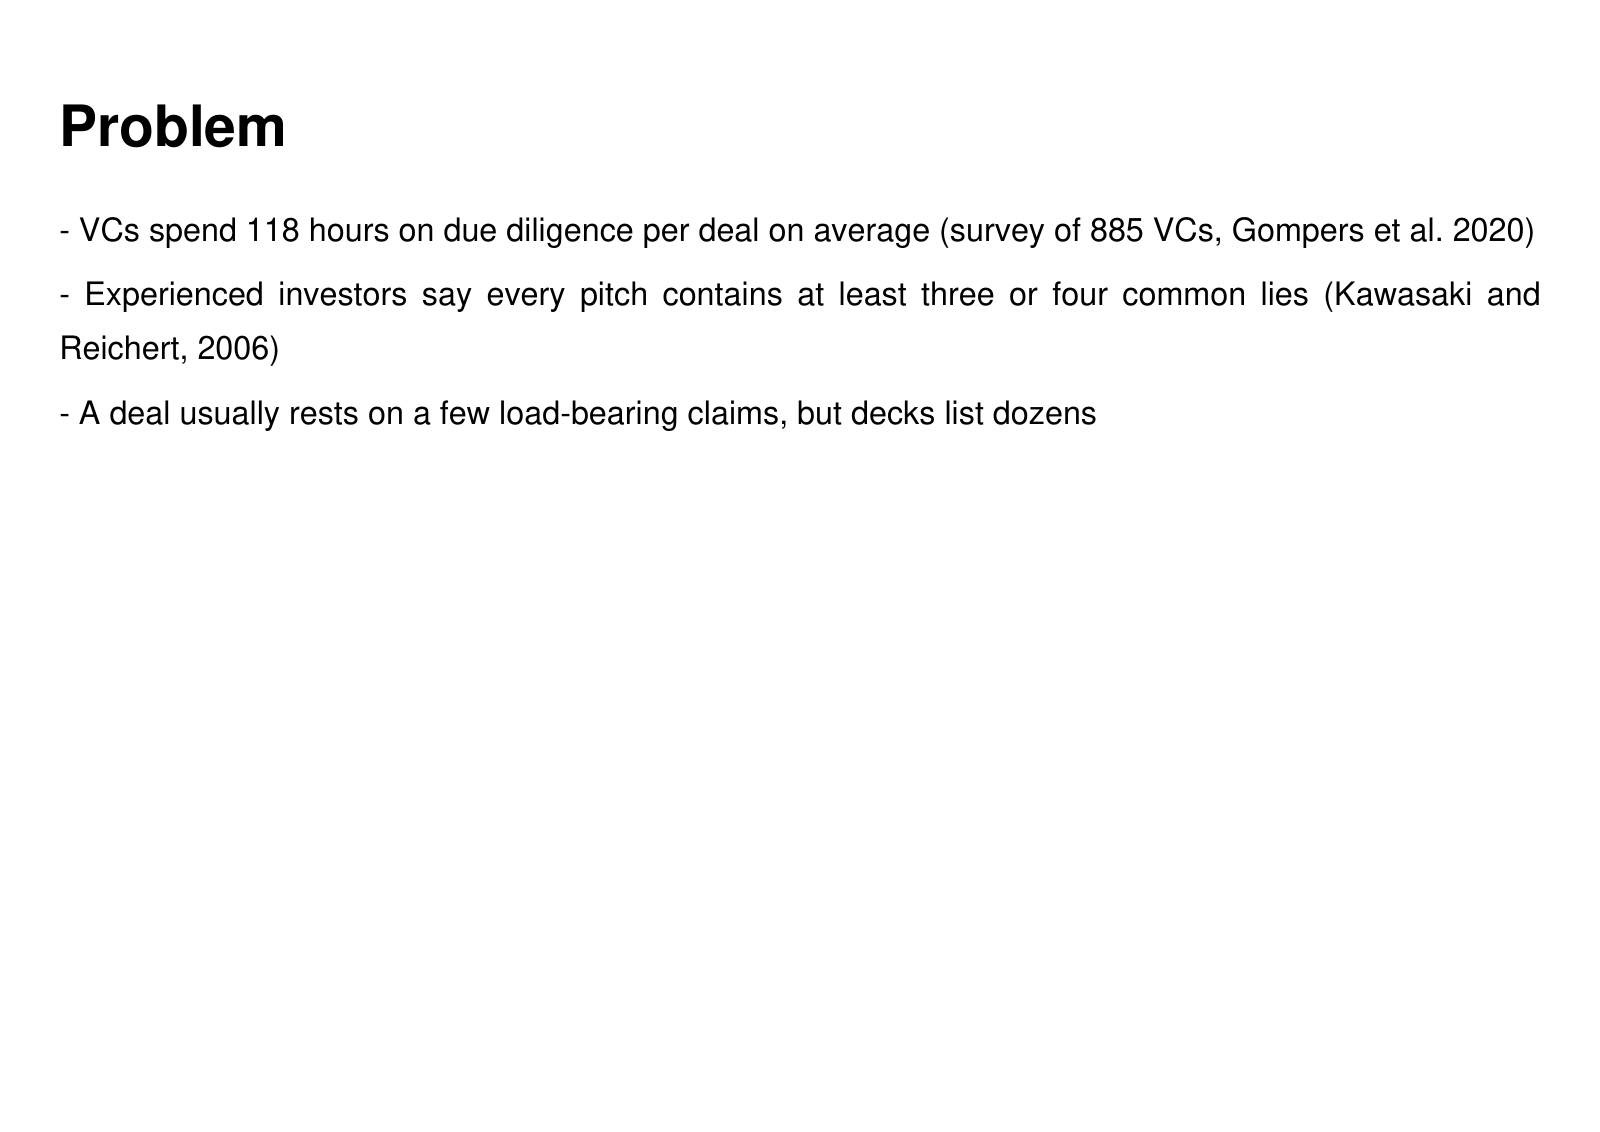 Problem
- VCs spend 118 hours on due diligence per deal on average (survey of 885 VCs, Gompers et al. 2020)
- Experienced investors say every pitch contains at least three or four common lies (Kawasaki and
Reichert, 2006)
- A deal usually rests on a few load-bearing claims, but decks list dozens